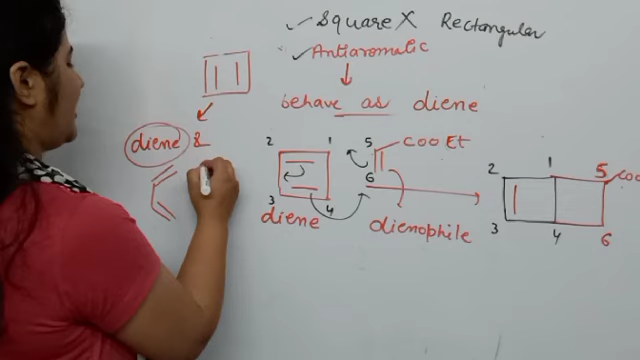 ✓ Square X Rectangular
✓ Antiaromatic
behave as diene
diene &
2 1
3 4
diene
5 COOEt
6
dienophile
2 1 5 COO
3 4 6